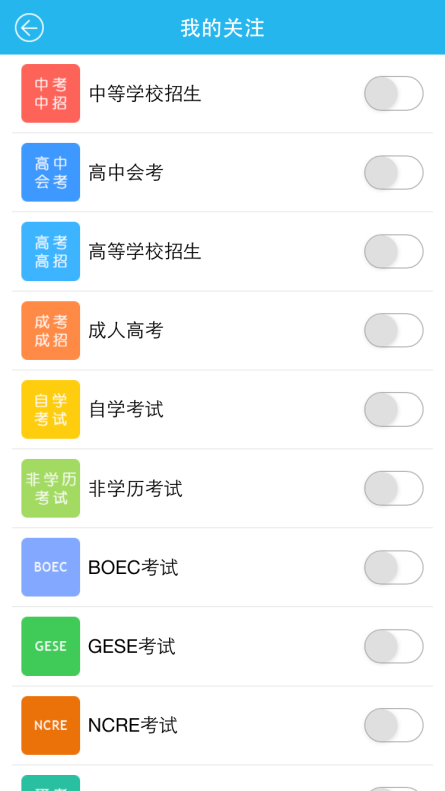 我的关注
中考
中招
中等学校招生
高中
会考
高中会考
高考
高招
高等学校招生
成考
成招
成人高考
自学
考试
自学考试
非学历
考试
非学历考试
BOEC
BOEC考试
GESE
GESE考试
NCRE
NCRE考试